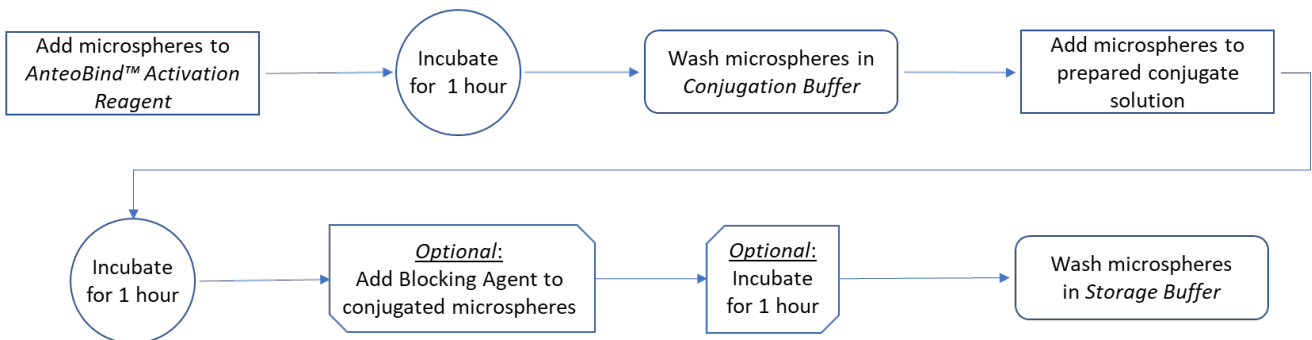 Add microspheres to
AnteoBind™ Activation
Reagent
Incubate
for 1 hour
Wash microspheres in
Conjugation Buffer
Add microspheres to
prepared conjugate
solution
Incubate
for 1 hour
Optional:
Add Blocking Agent to
conjugated microspheres
Optional:
Incubate
for 1 hour
Wash microspheres
in Storage Buffer